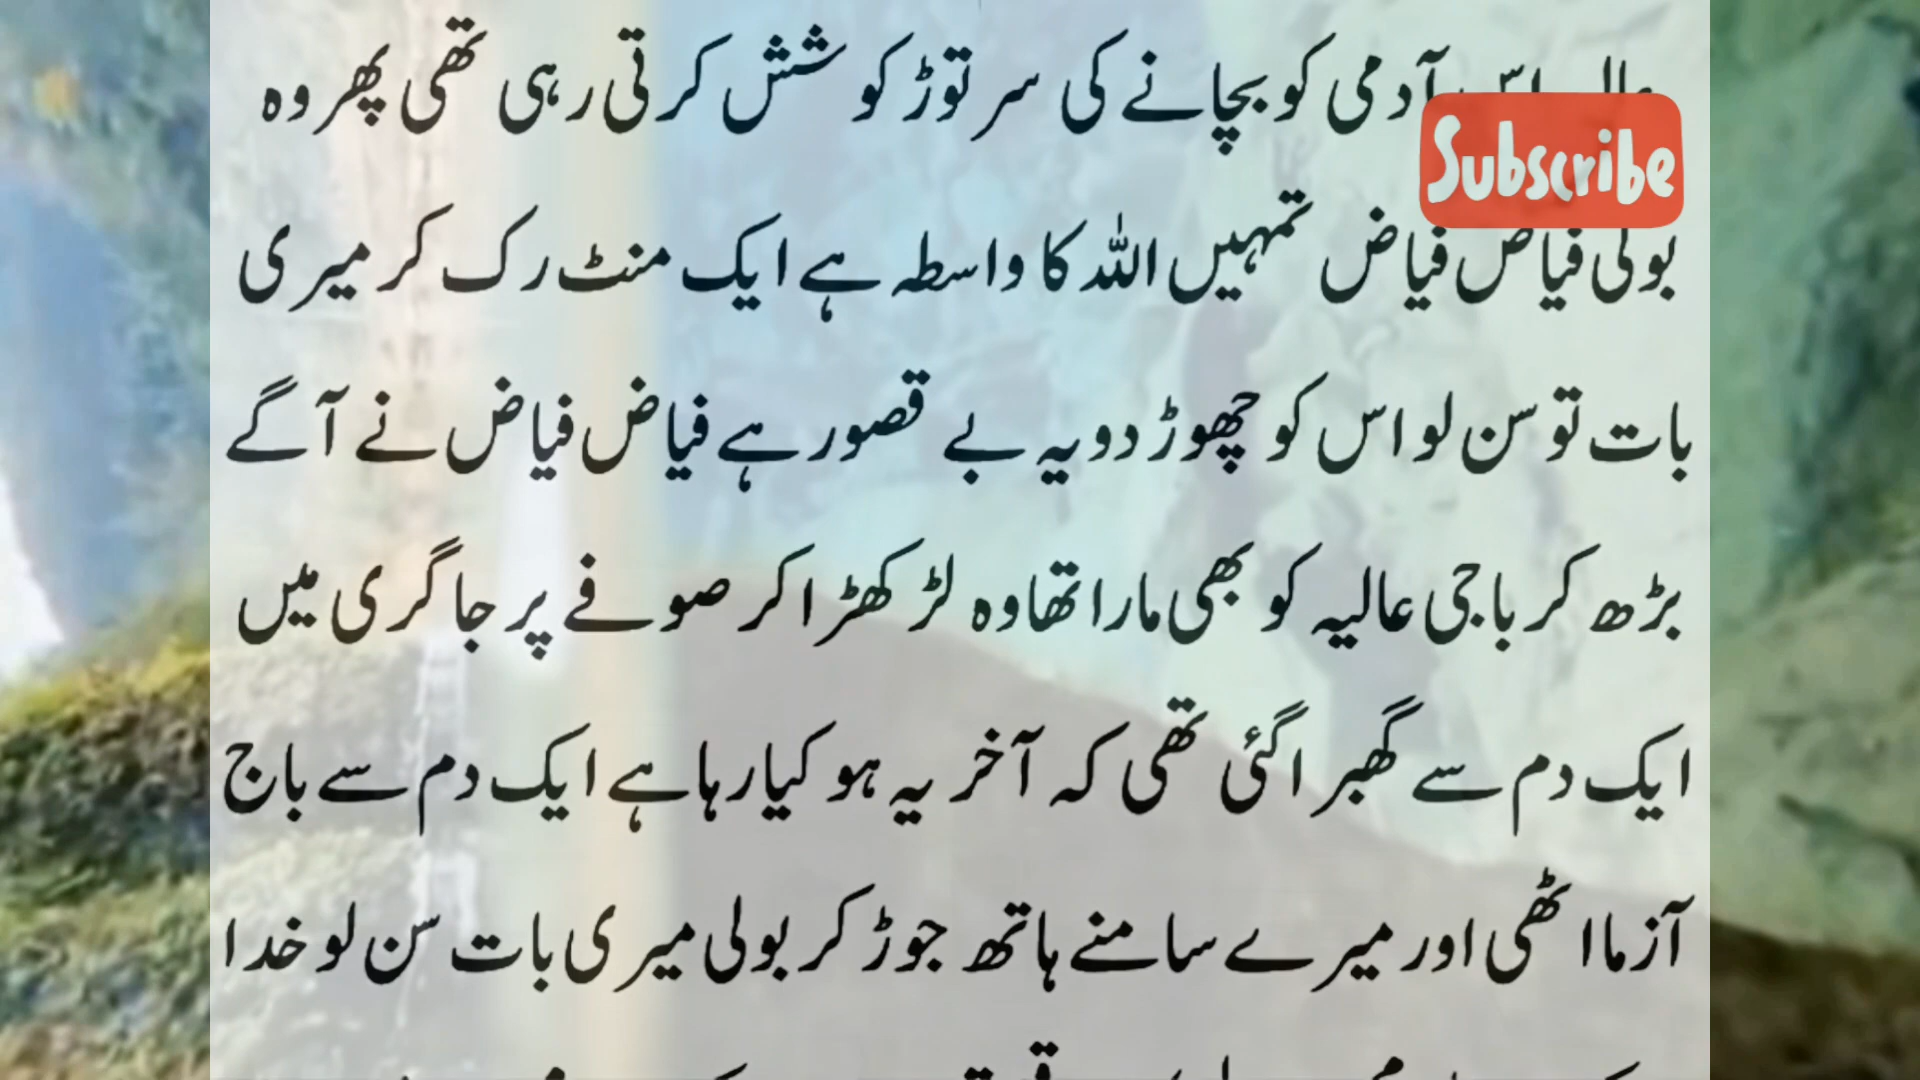 اس آدمی کو بچانے کی سر توڑ کوشش کرتی رہی تھی پھر وہ
Subscribe
بولی فیاض فیاض تمہیں اللہ کا واسطہ ہے ایک منٹ رک کر میری
بات تو سن لو اس کو چھوڑ دو یہ بے قصور ہے فیاض فیاض نے آگے
بڑھ کر باجی عالیہ کو بھی مارا تھا وہ لڑکھڑا کر صوفے پر جا گری میں
ایک دم سے گھبرا گئی تھی کہ آخر یہ ہو کیا رہا ہے ایک دم سے باج
آزما اٹھی اور میرے سامنے ہاتھ جوڑ کر بولی میری بات سن لو خدا